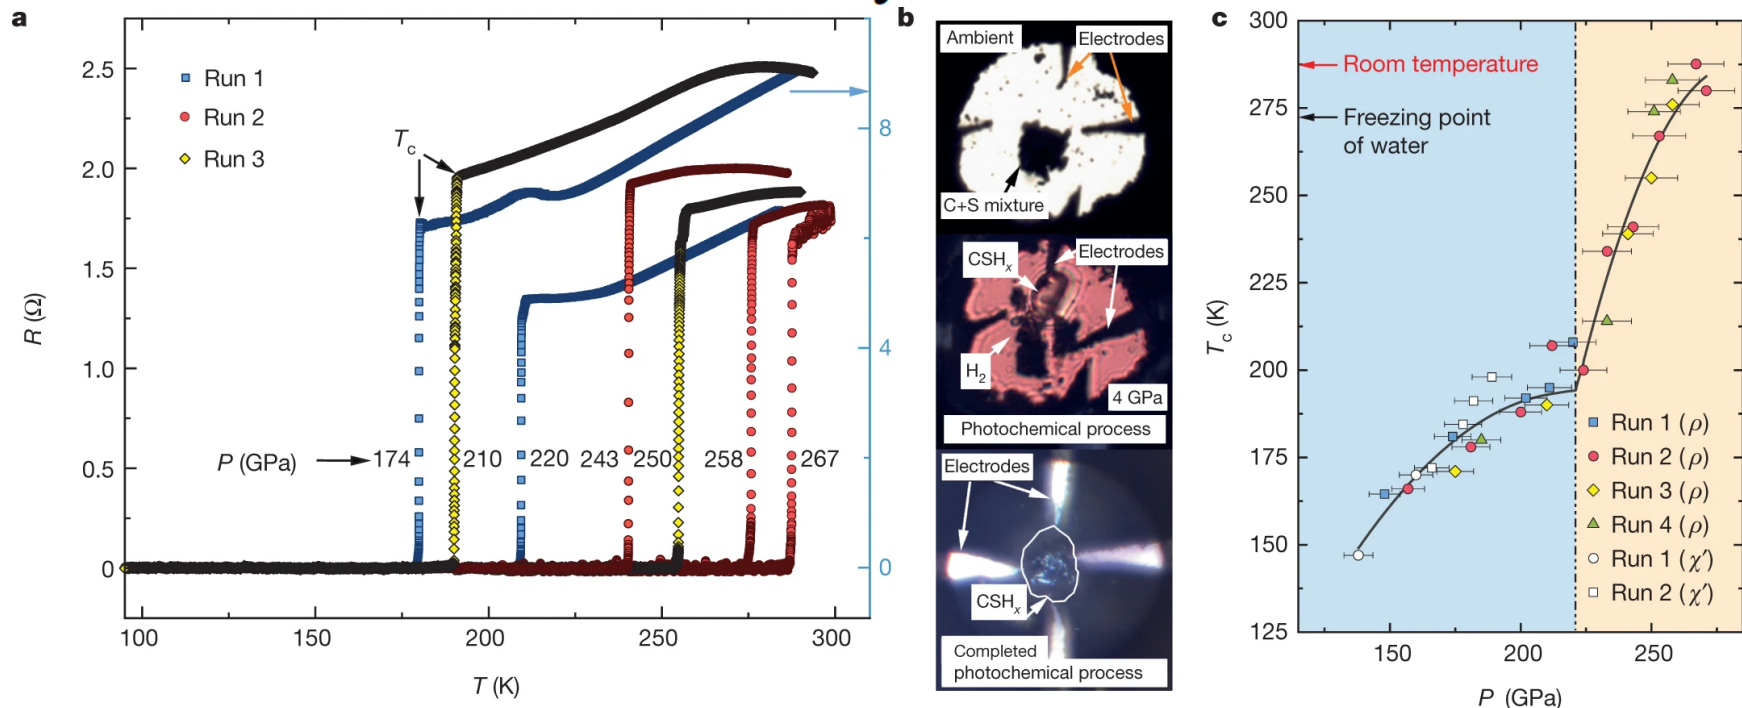 a
2.5
2.0
1.5
1.0
0.5
0
R (Ω)
Run 1
Run 2
Run 3
Tc
P (GPa)
174
210
220
243
250
258
267
8
4
0
100
150
200
250
300
T (K)
b
Ambient
Electrodes
C+S mixture
CSHx
Electrodes
H2
4 GPa
Photochemical process
Electrodes
CSHx
Completed
photochemical process
c
300
275
250
225
200
175
150
125
Tc (K)
Room temperature
Freezing point
of water
Run 1 (ρ)
Run 2 (ρ)
Run 3 (ρ)
Run 4 (ρ)
Run 1 (χ′)
Run 2 (χ′)
150
200
250
P (GPa)